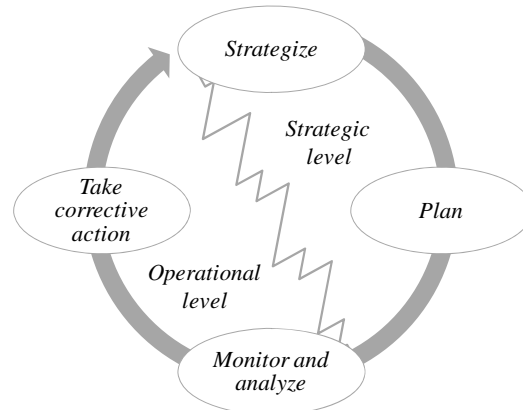 Strategize
Strategic
level
Take
corrective
action
Plan
Operational
level
Monitor and
analyze